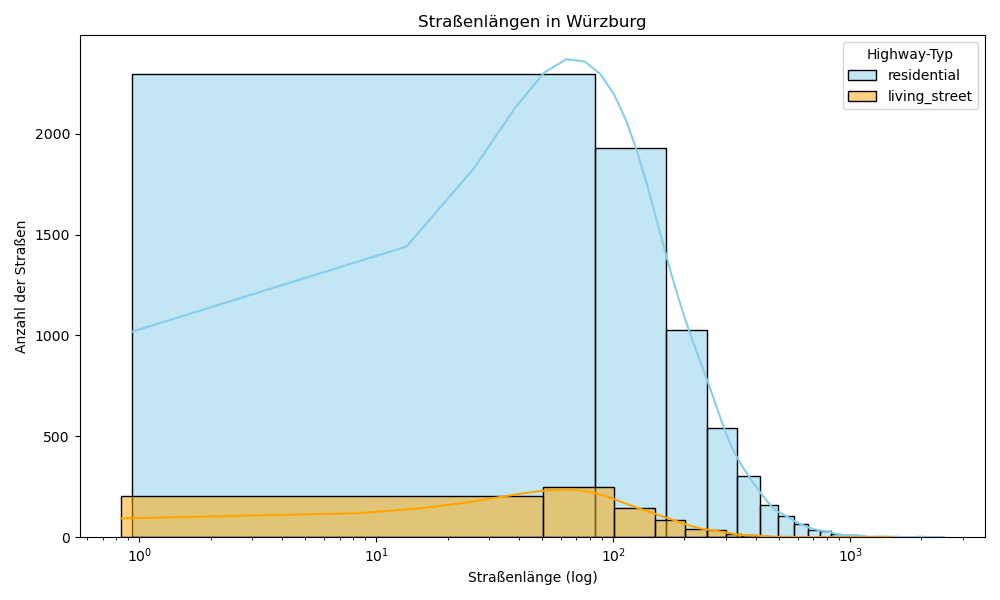 Straßenlängen in Würzburg
Highway-Typ
residential
living_street
Anzahl der Straßen
2000
1500
1000
500
0
10⁰
10¹
10²
10³
Straßenlänge (log)